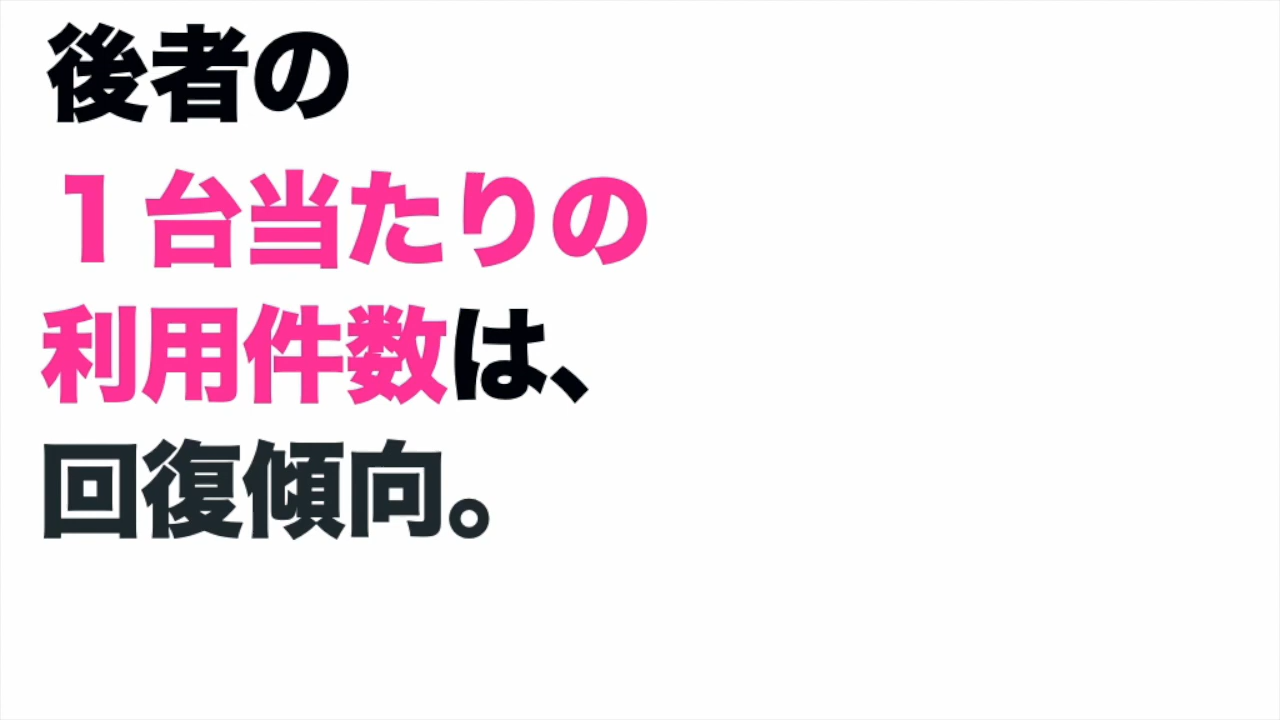 後者の
１台当たりの
利用件数は、
回復傾向。